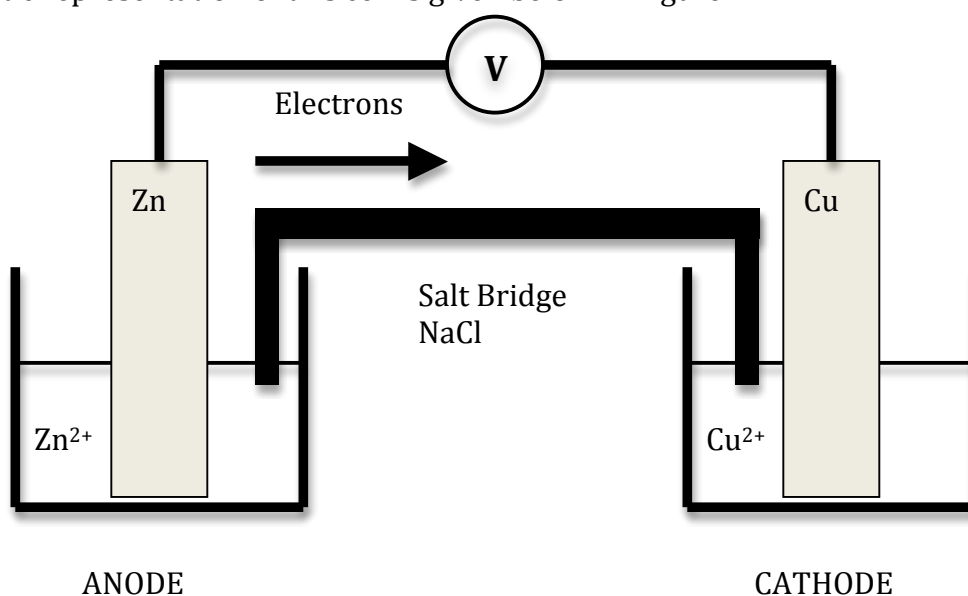 V
Electrons
Zn
Cu
Salt Bridge
NaCl
Zn²⁺
Cu²⁺
ANODE
CATHODE